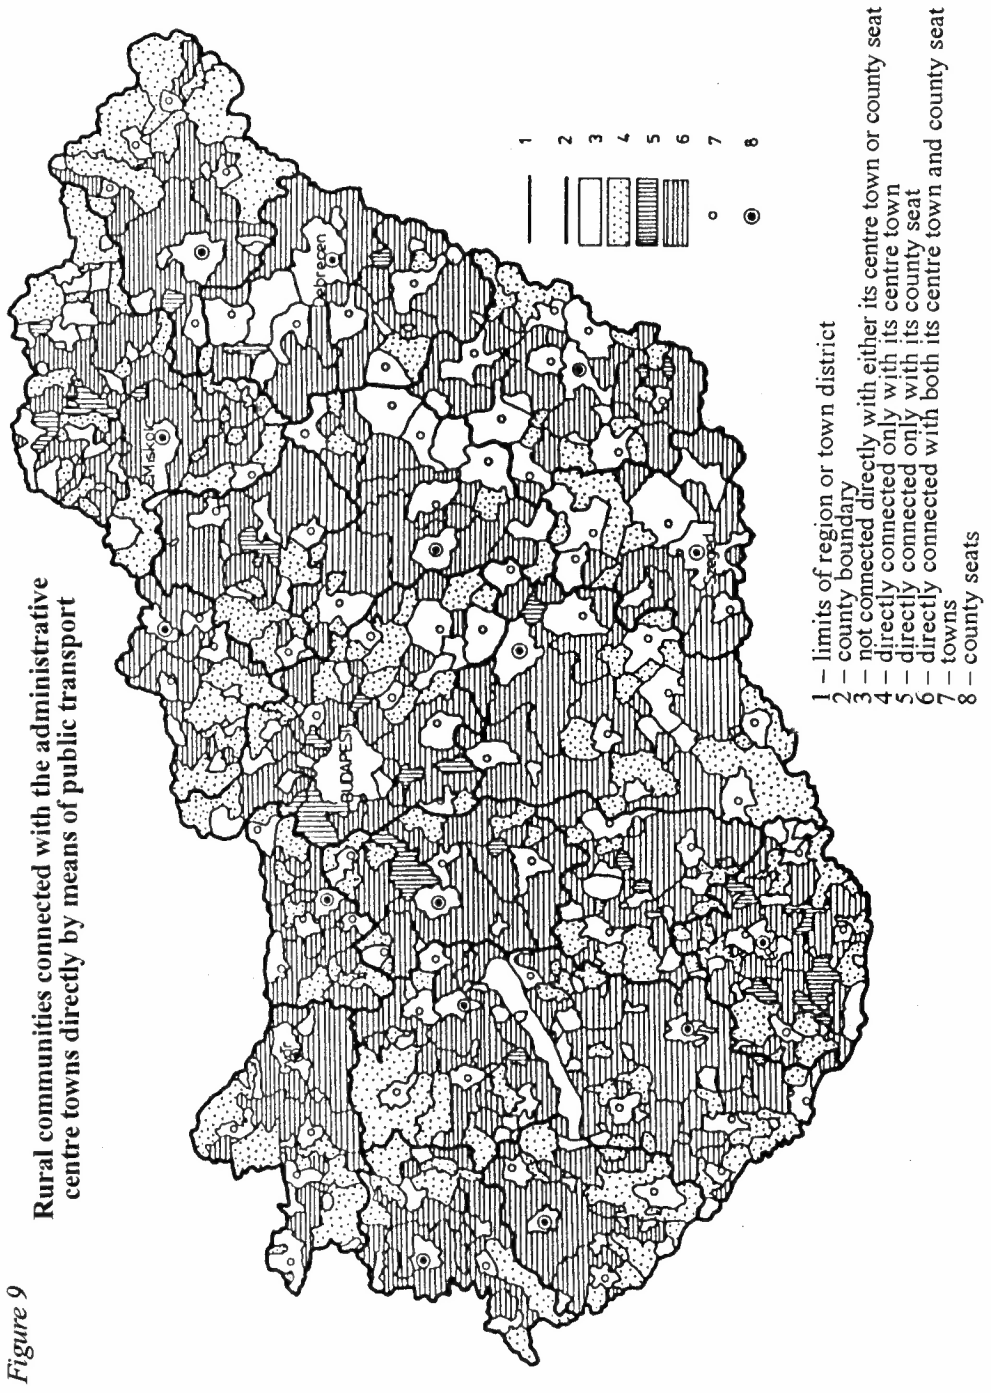 Figure 9
Rural communities connected with the administrative
centre towns directly by means of public transport
Miskolc
ebrecen
BUDAPEST
Szeged
1
2
3
4
5
6
7
8
1 – limits of region or town district
2 – county boundary
3 – not connected directly with either its centre town or county seat
4 – directly connected only with its centre town
5 – directly connected only with its county seat
6 – directly connected with both its centre town and county seat
7 – towns
8 – county seats